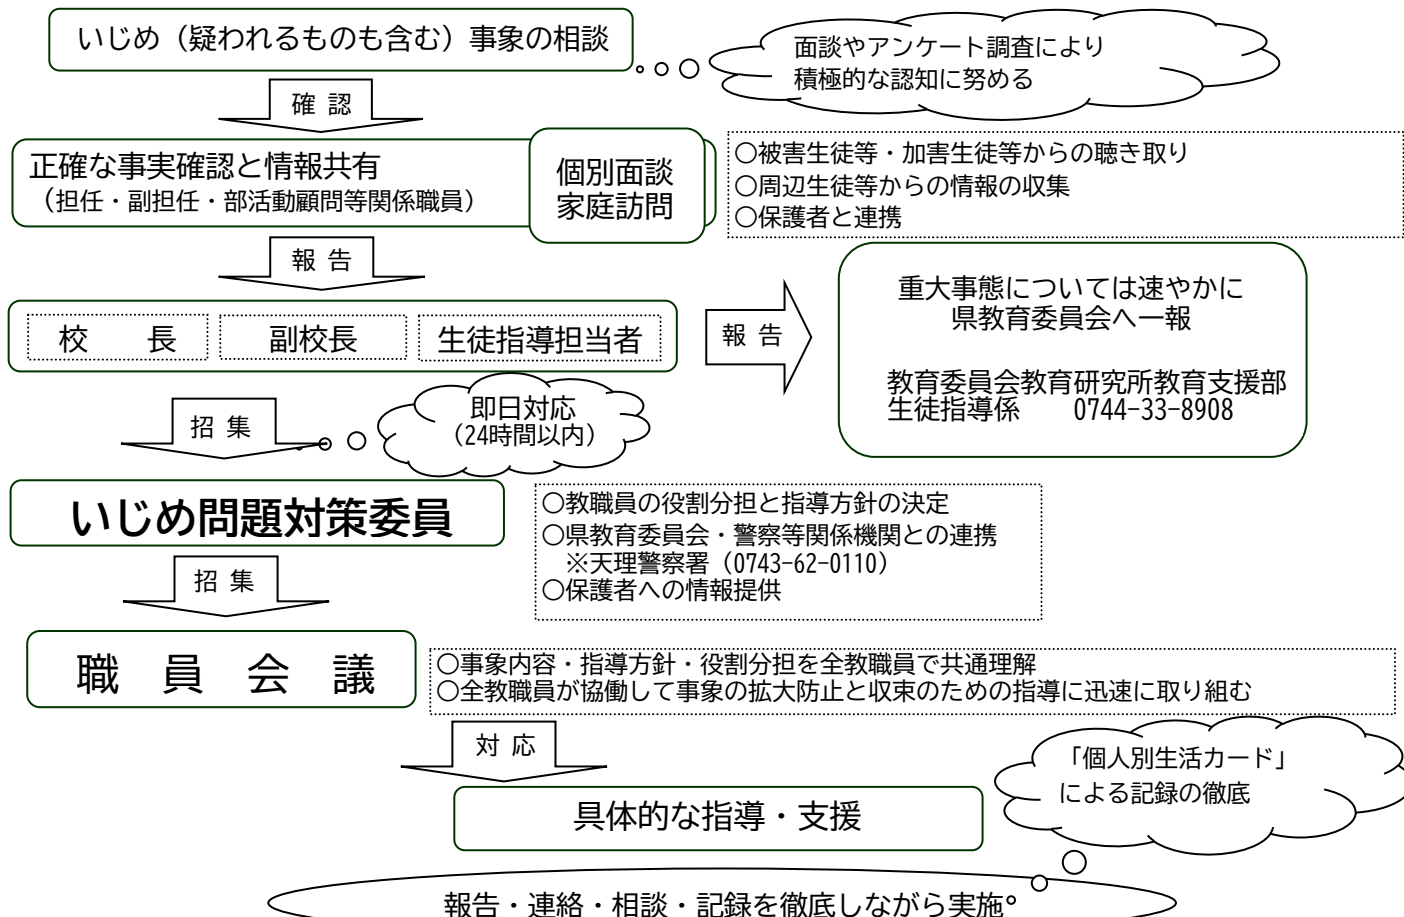 いじめ（疑われるものも含む）事象の相談
面談やアンケート調査により
積極的な認知に努める
確 認
正確な事実確認と情報共有
（担任・副担任・部活動顧問等関係職員）
個別面談
家庭訪問
○被害生徒等・加害生徒等からの聴き取り
○周辺生徒等からの情報の収集
○保護者と連携
報 告
校　　長
副校長
生徒指導担当者
報 告
重大事態については速やかに
県教育委員会へ一報
教育委員会教育研究所教育支援部
生徒指導係　　0744-33-8908
招 集
即日対応
（24時間以内）
いじめ問題対策委員
○教職員の役割分担と指導方針の決定
○県教育委員会・警察等関係機関との連携
※天理警察署（0743-62-0110）
○保護者への情報提供
招 集
職　員　会　議
○事象内容・指導方針・役割分担を全教職員で共通理解
○全教職員が協働して事象の拡大防止と収束のための指導に迅速に取り組む
対 応
「個人別生活カード」
による記録の徹底
具体的な指導・支援
報告・連絡・相談・記録を徹底しながら実施。